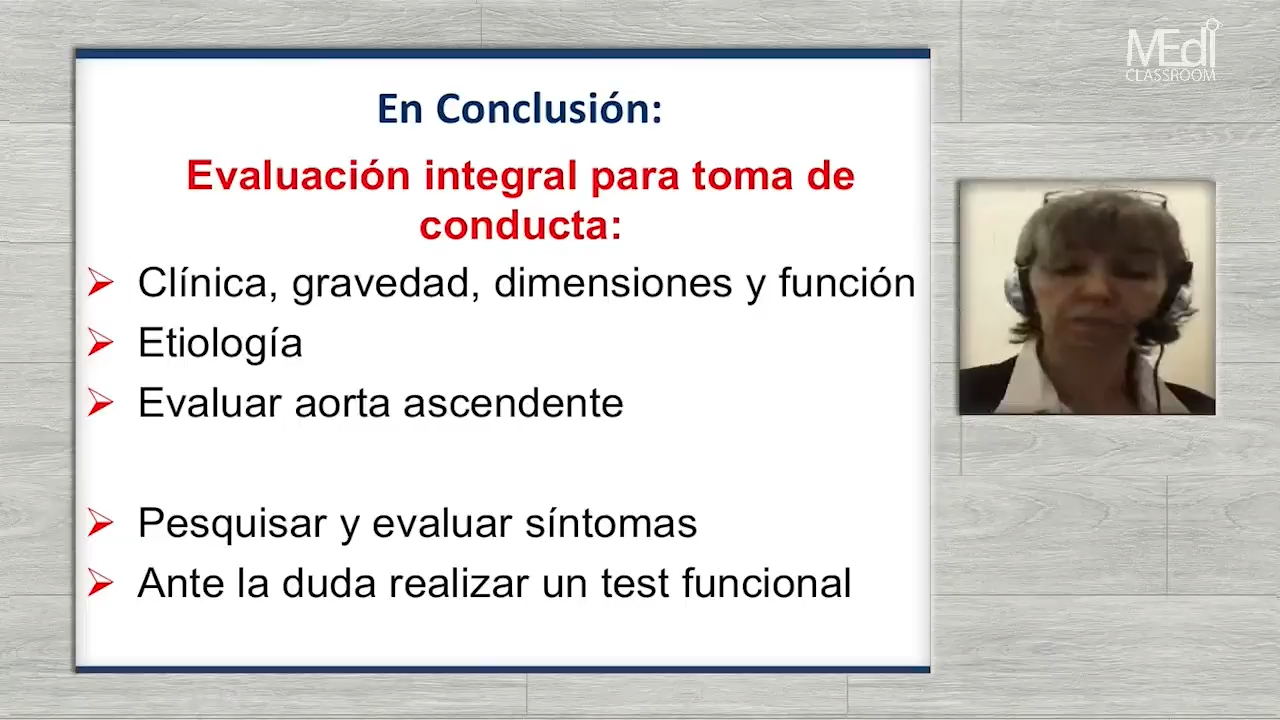 MEdi
CLASSROOM
En Conclusión:
Evaluación integral para toma de
conducta:
Clínica, gravedad, dimensiones y función
Etiología
Evaluar aorta ascendente
Pesquisar y evaluar síntomas
Ante la duda realizar un test funcional